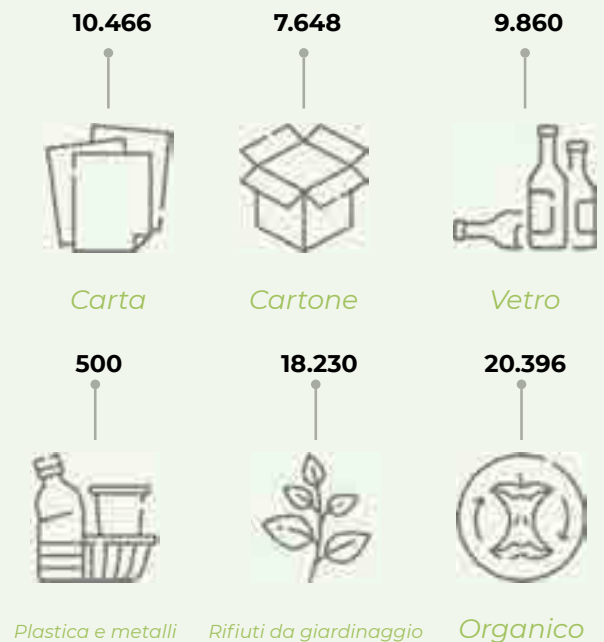 10.466 7.648 9.860
Carta Cartone Vetro
500 18.230 20.396
Plastica e metalli Rifiuti da giardinaggio Organico